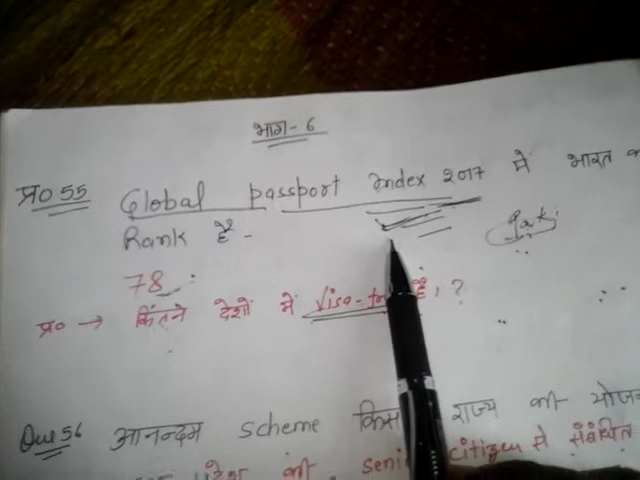 भाग - 6
प्र० 55 Global passport Index 2017 में भारत
Rank है -
78
प्र० → कितने देशों में Visa- है, ?
Que 56 आनन्दम scheme किस राज्य की
की senior citizen से संबंधित